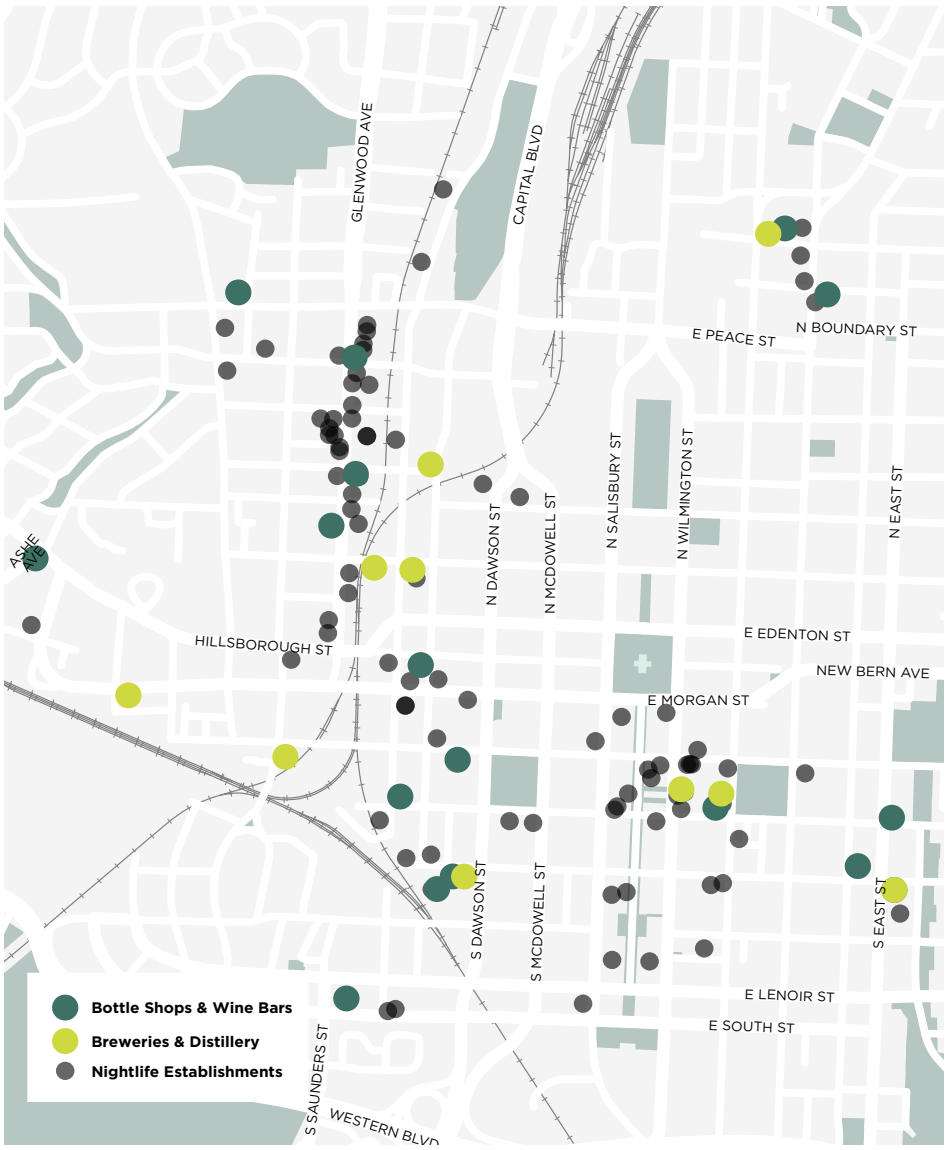 GLENWOOD AVE
CAPITAL BLVD
N BOUNDARY ST
E PEACE ST
N SALISBURY ST
N WILMINGTON ST
N EAST ST
N DAWSON ST
N MCDOWELL ST
ASHE
AVE
HILLSBOROUGH ST
E EDENTON ST
NEW BERN AVE
E MORGAN ST
S DAWSON ST
S MCDOWELL ST
S EAST ST
E LENOIR ST
E SOUTH ST
Bottle Shops & Wine Bars
Breweries & Distillery
Nightlife Establishments
S SAUNDERS ST
WESTERN BLVD